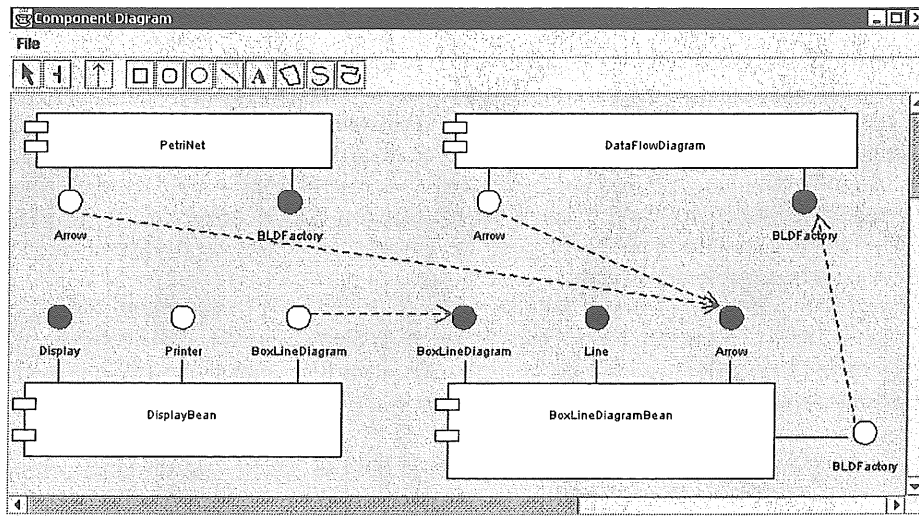 Component Diagram
File
A
PetriNet
DataFlowDiagram
Arrow
BLDFactory
Arrow
BLDFactory
Display
Printer
BoxLineDiagram
BoxLineDiagram
Line
Arrow
DisplayBean
BoxLineDiagramBean
BLDFactory